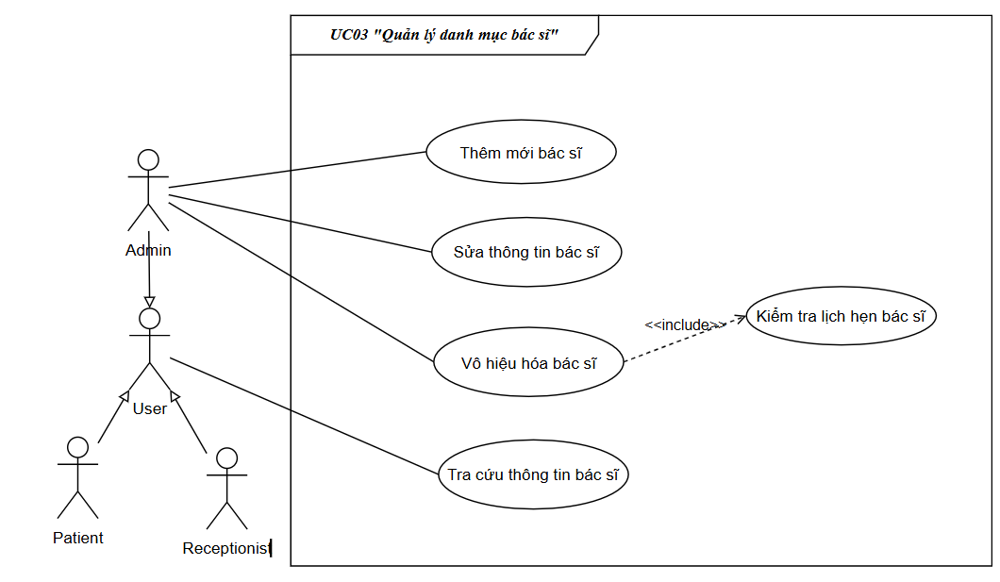 UC03 "Quản lý danh mục bác sĩ"
Thêm mới bác sĩ
Admin
Sửa thông tin bác sĩ
<<include>>
Kiểm tra lịch hẹn bác sĩ
Vô hiệu hóa bác sĩ
User
Tra cứu thông tin bác sĩ
Patient
Receptionist